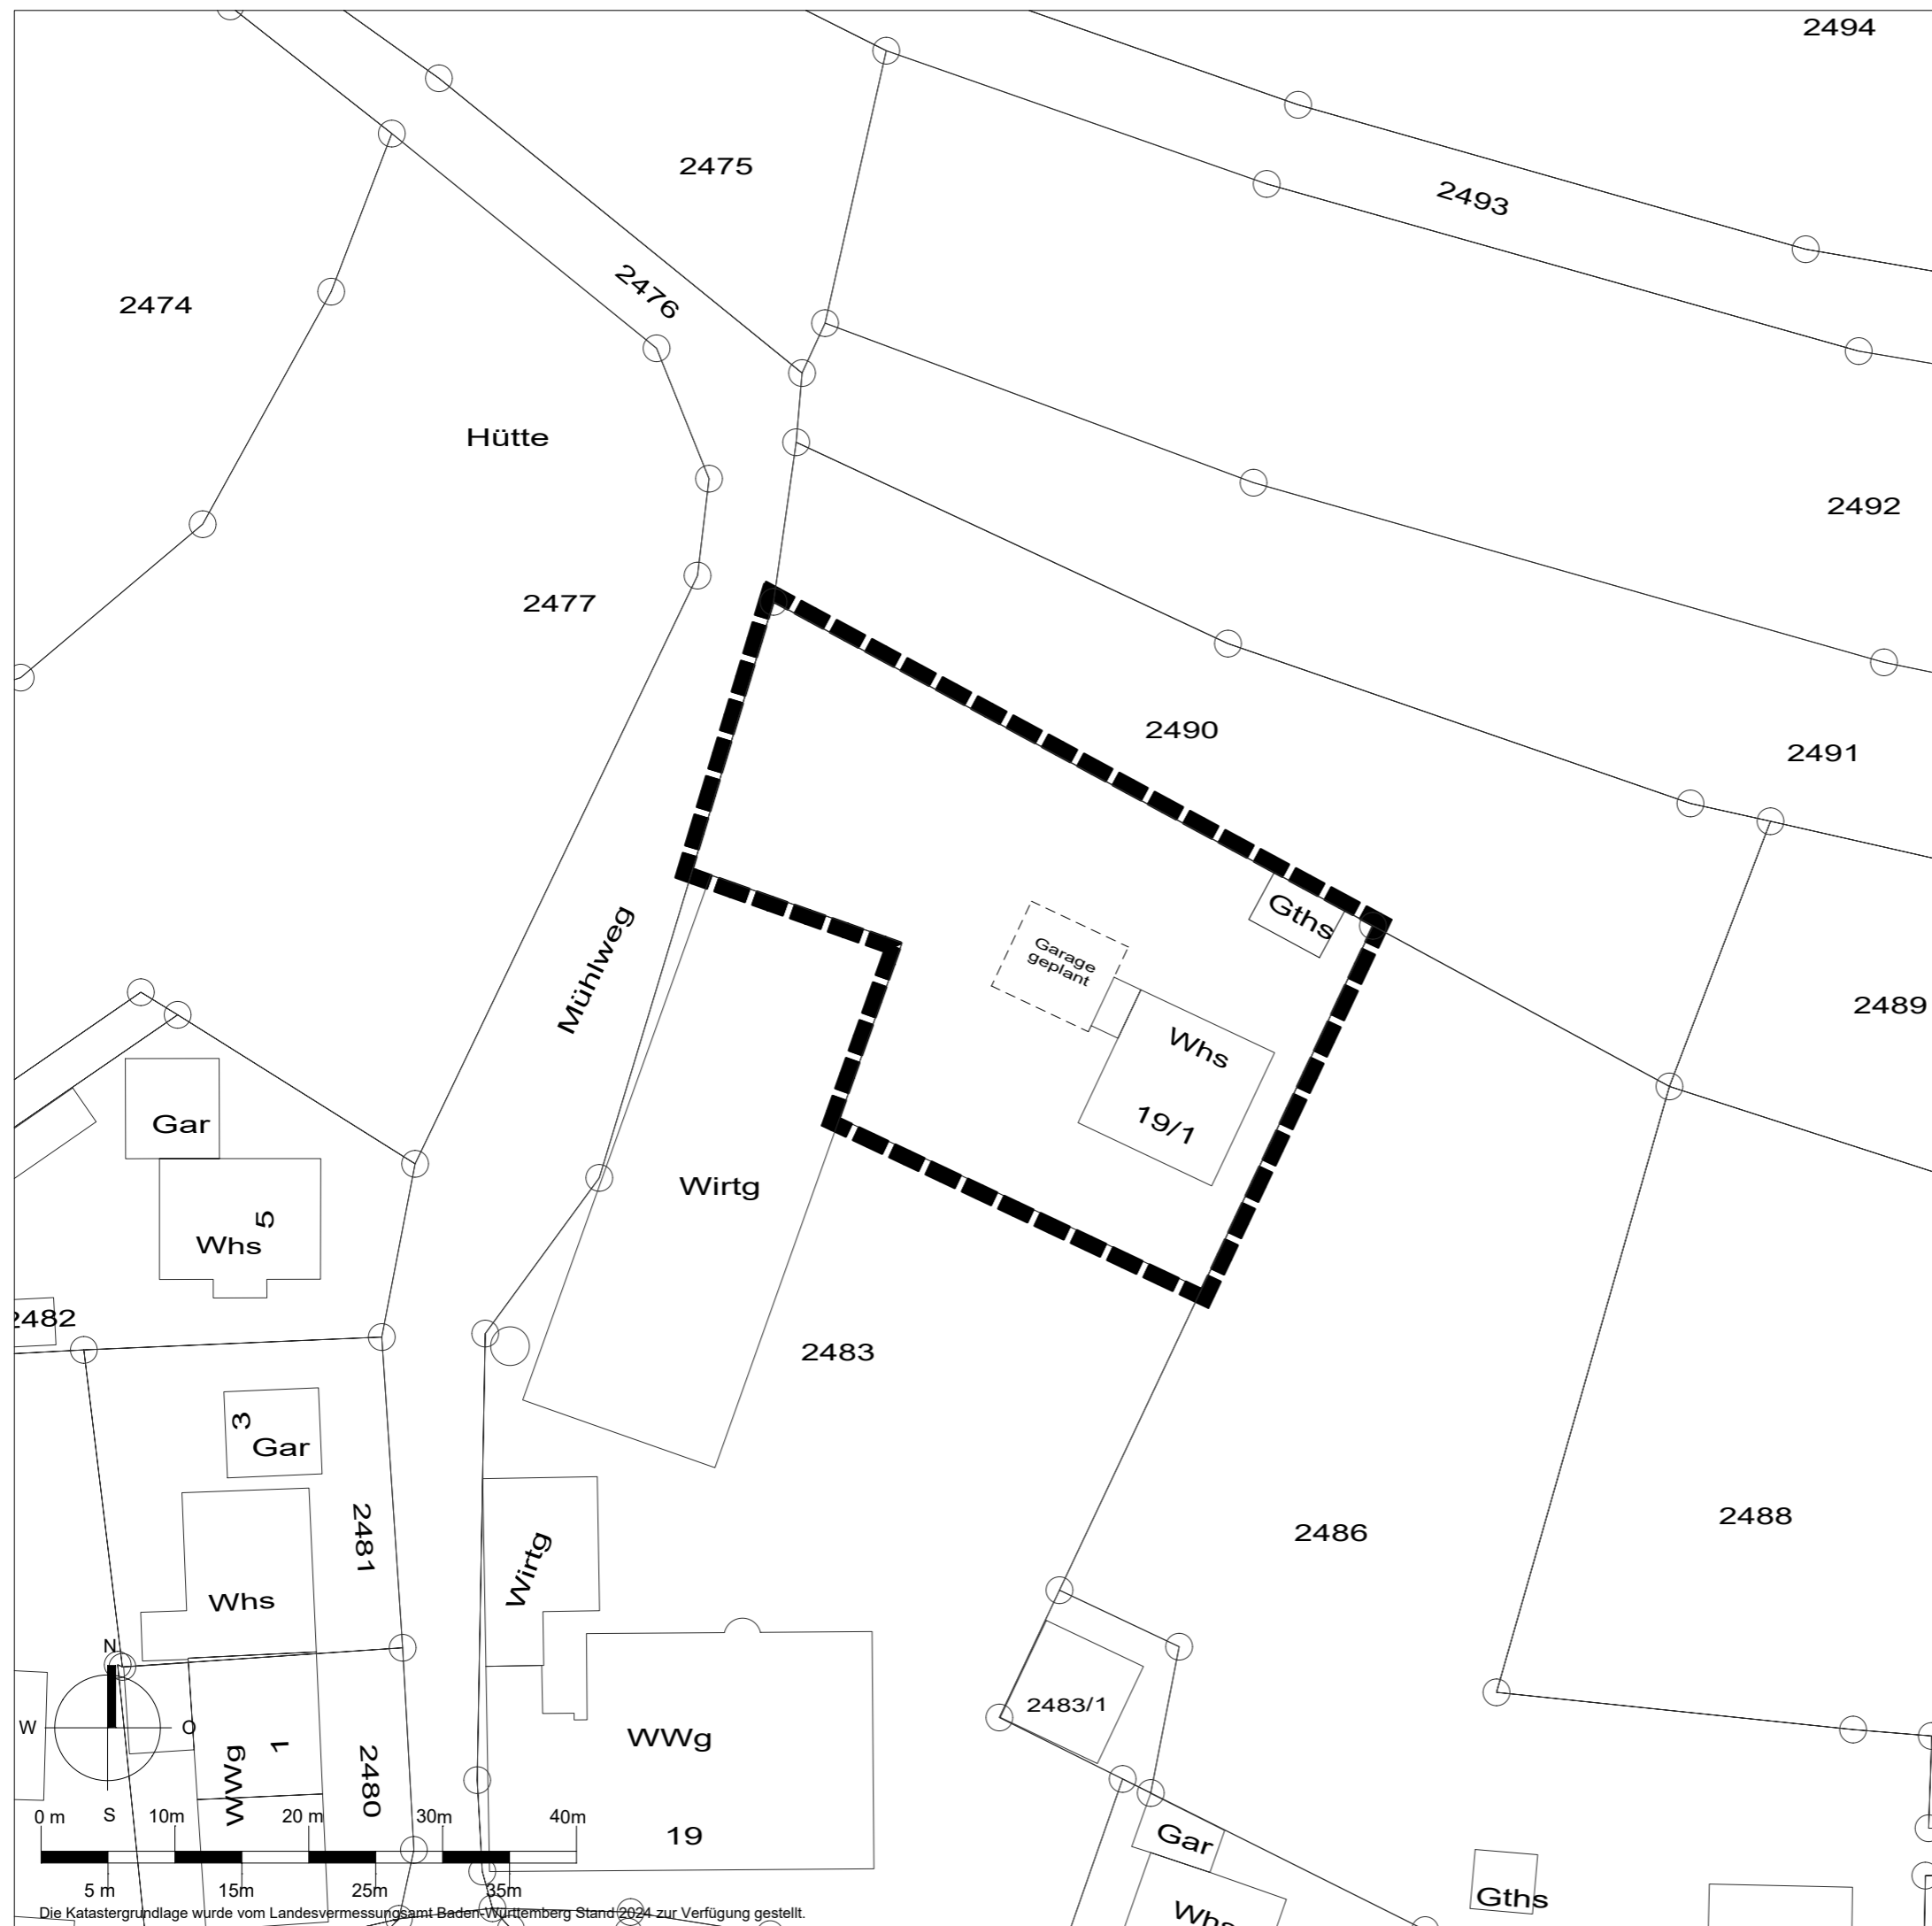 2494
2475
2493
2476
2474
Hütte
2492
2477
2490
2491
Gths
Mühlweg
Garage
geplant
2489
Whs
19/1
Gar
Wirtg
5
Whs
2482
2483
3
Gar
2481
2486
2488
Wirtg
Whs
N
W
O
S
2483/1
WWg
1
WWg
2480
19
Gar
Gths
Whs
0 m
10m
20 m
30m
40m
5 m
15m
25m
35m
Die Katastergrundlage wurde vom Landesvermessungsamt Baden-Württemberg Stand 2024 zur Verfügung gestellt.